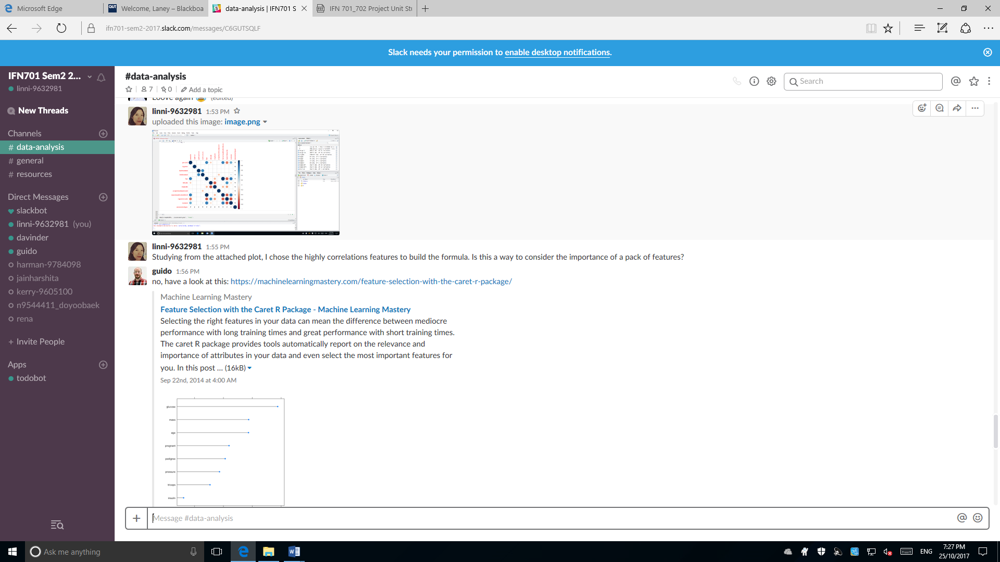 Microsoft Edge
QUT Welcome, Laney – Blackboa
data-analysis | IFN701 S
IFN 701_702 Project Unit Stu
ifn701-sem2-2017.slack.com/messages/C6GUTSQLF
Slack needs your permission to enable desktop notifications.
IFN701 Sem2 2...
linni-9632981
New Threads
Channels
# data-analysis
# general
# resources
Direct Messages
slackbot
linni-9632981 (you)
davinder
guido
harman-9784098
jainharshita
kerry-9605100
n9544411_doyoobaek
rena
+ Invite People
Apps
todobot
#data-analysis
7
0
Add a topic
Search
Loove again (edited)
linni-9632981 1:53 PM
uploaded this image: image.png
linni-9632981 1:55 PM
Studying from the attached plot, I chose the highly correlations features to build the formula. Is this a way to consider the importance of a pack of features?
guido 1:56 PM
no, have a look at this: https://machinelearningmastery.com/feature-selection-with-the-caret-r-package/
Machine Learning Mastery
Feature Selection with the Caret R Package - Machine Learning Mastery
Selecting the right features in your data can mean the difference between mediocre
performance with long training times and great performance with short training times.
The caret R package provides tools automatically report on the relevance and
importance of attributes in your data and even select the most important features for
you. In this post ... (16kB)
Sep 22nd, 2014 at 4:00 AM
glucose
mass
age
pregnant
pedigree
pressure
triceps
insulin
Message #data-analysis
Ask me anything
ENG
7:27 PM
25/10/2017